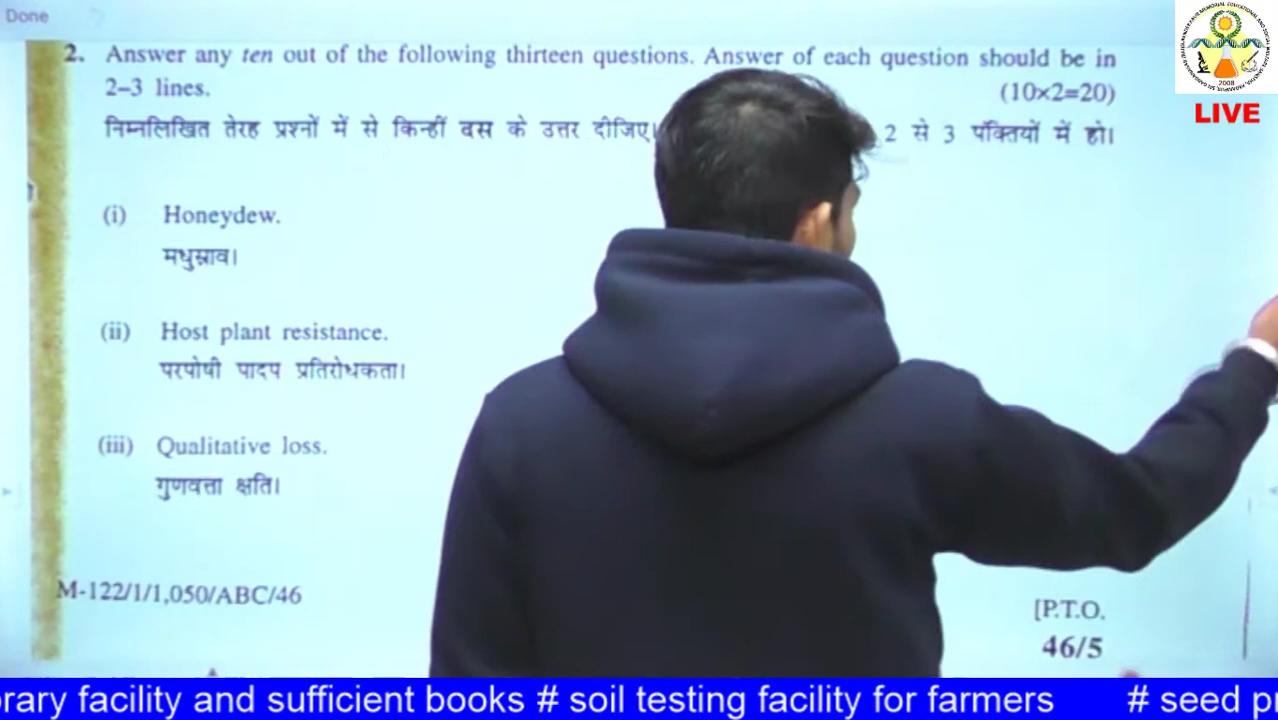 Done
2. Answer any ten out of the following thirteen questions. Answer of each question should be in
2–3 lines. (10×2=20)
निम्नलिखित तेरह प्रश्नों में से किन्हीं दस के उत्तर दीजिए। 2 से 3 पंक्तियों में हो।
(i) Honeydew.
मधुस्राव।
(ii) Host plant resistance.
परपोषी पादप प्रतिरोधकता।
(iii) Qualitative loss.
गुणवत्ता क्षति।
M-122/1/1,050/ABC/46
[P.T.O.
46/5
2008
LIVE
rary facility and sufficient books # soil testing facility for farmers # seed p